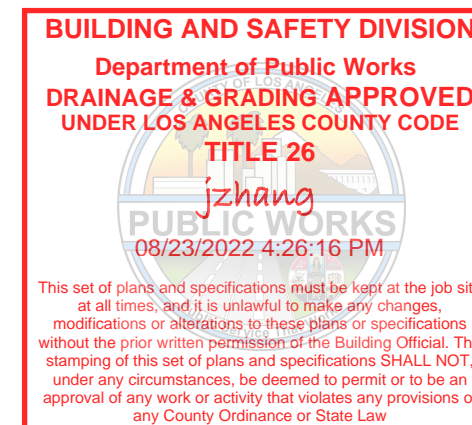 BUILDING AND SAFETY DIVISION
Department of Public Works
DRAINAGE & GRADING APPROVED
UNDER LOS ANGELES COUNTY CODE
TITLE 26
jzhang
PUBLIC WORKS
08/23/2022 4:26:16 PM
This set of plans and specifications must be kept at the job sit
at all times, and it is unlawful to make any changes,
modifications or alterations to these plans or specifications
without the prior written permission of the Building Official. Th
stamping of this set of plans and specifications SHALL NOT,
under any circumstances, be deemed to permit or to be an
approval of any work or activity that violates any provisions o
any County Ordinance or State Law